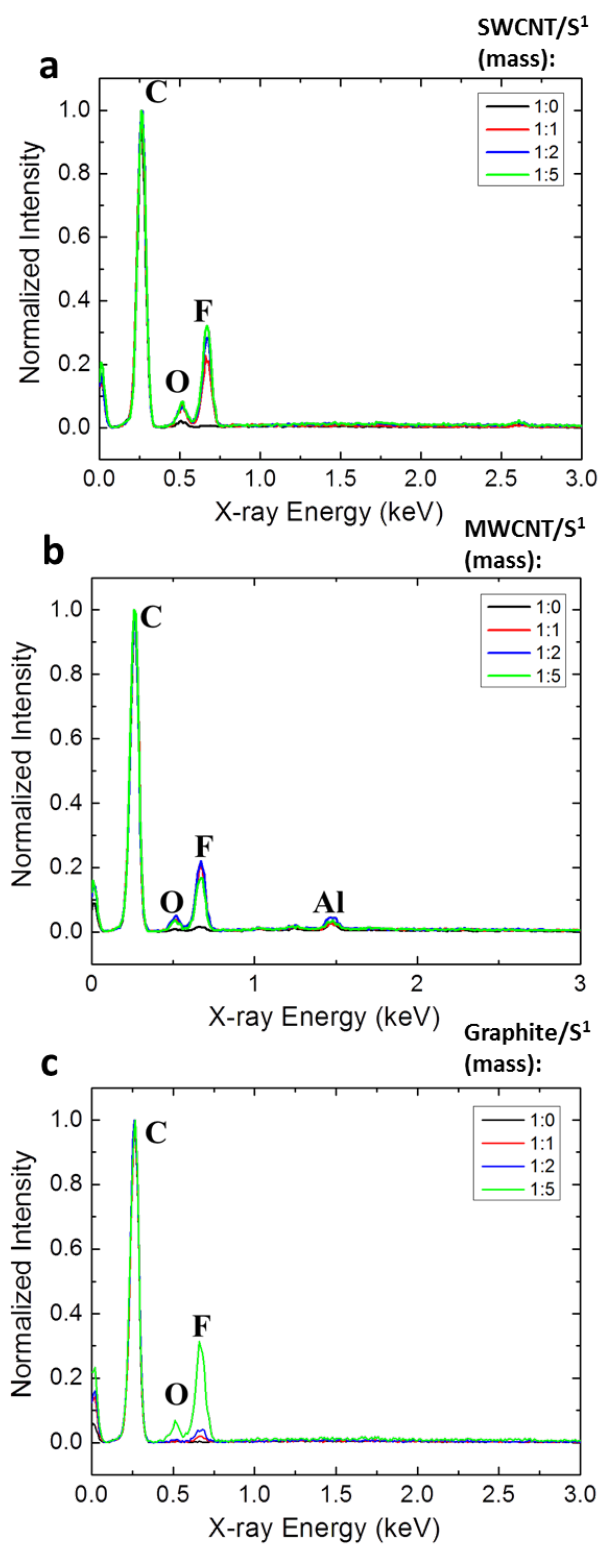 SWCNT/S¹
(mass):
a
C
1:0
1:1
1:2
1:5
1.0
0.8
0.6
0.4
0.2
0.0
Normalized Intensity
F
O
0.0 0.5 1.0 1.5 2.0 2.5 3.0
X-ray Energy (keV)
MWCNT/S¹
(mass):
b
C
1:0
1:1
1:2
1:5
1.0
0.8
0.6
0.4
0.2
0.0
Normalized Intensity
F
O
Al
0 1 2 3
X-ray Energy (keV)
Graphite/S¹
(mass):
c
C
1:0
1:1
1:2
1:5
1.0
0.8
0.6
0.4
0.2
0.0
Normalized Intensity
F
O
0.0 0.5 1.0 1.5 2.0 2.5 3.0
X-ray Energy (keV)